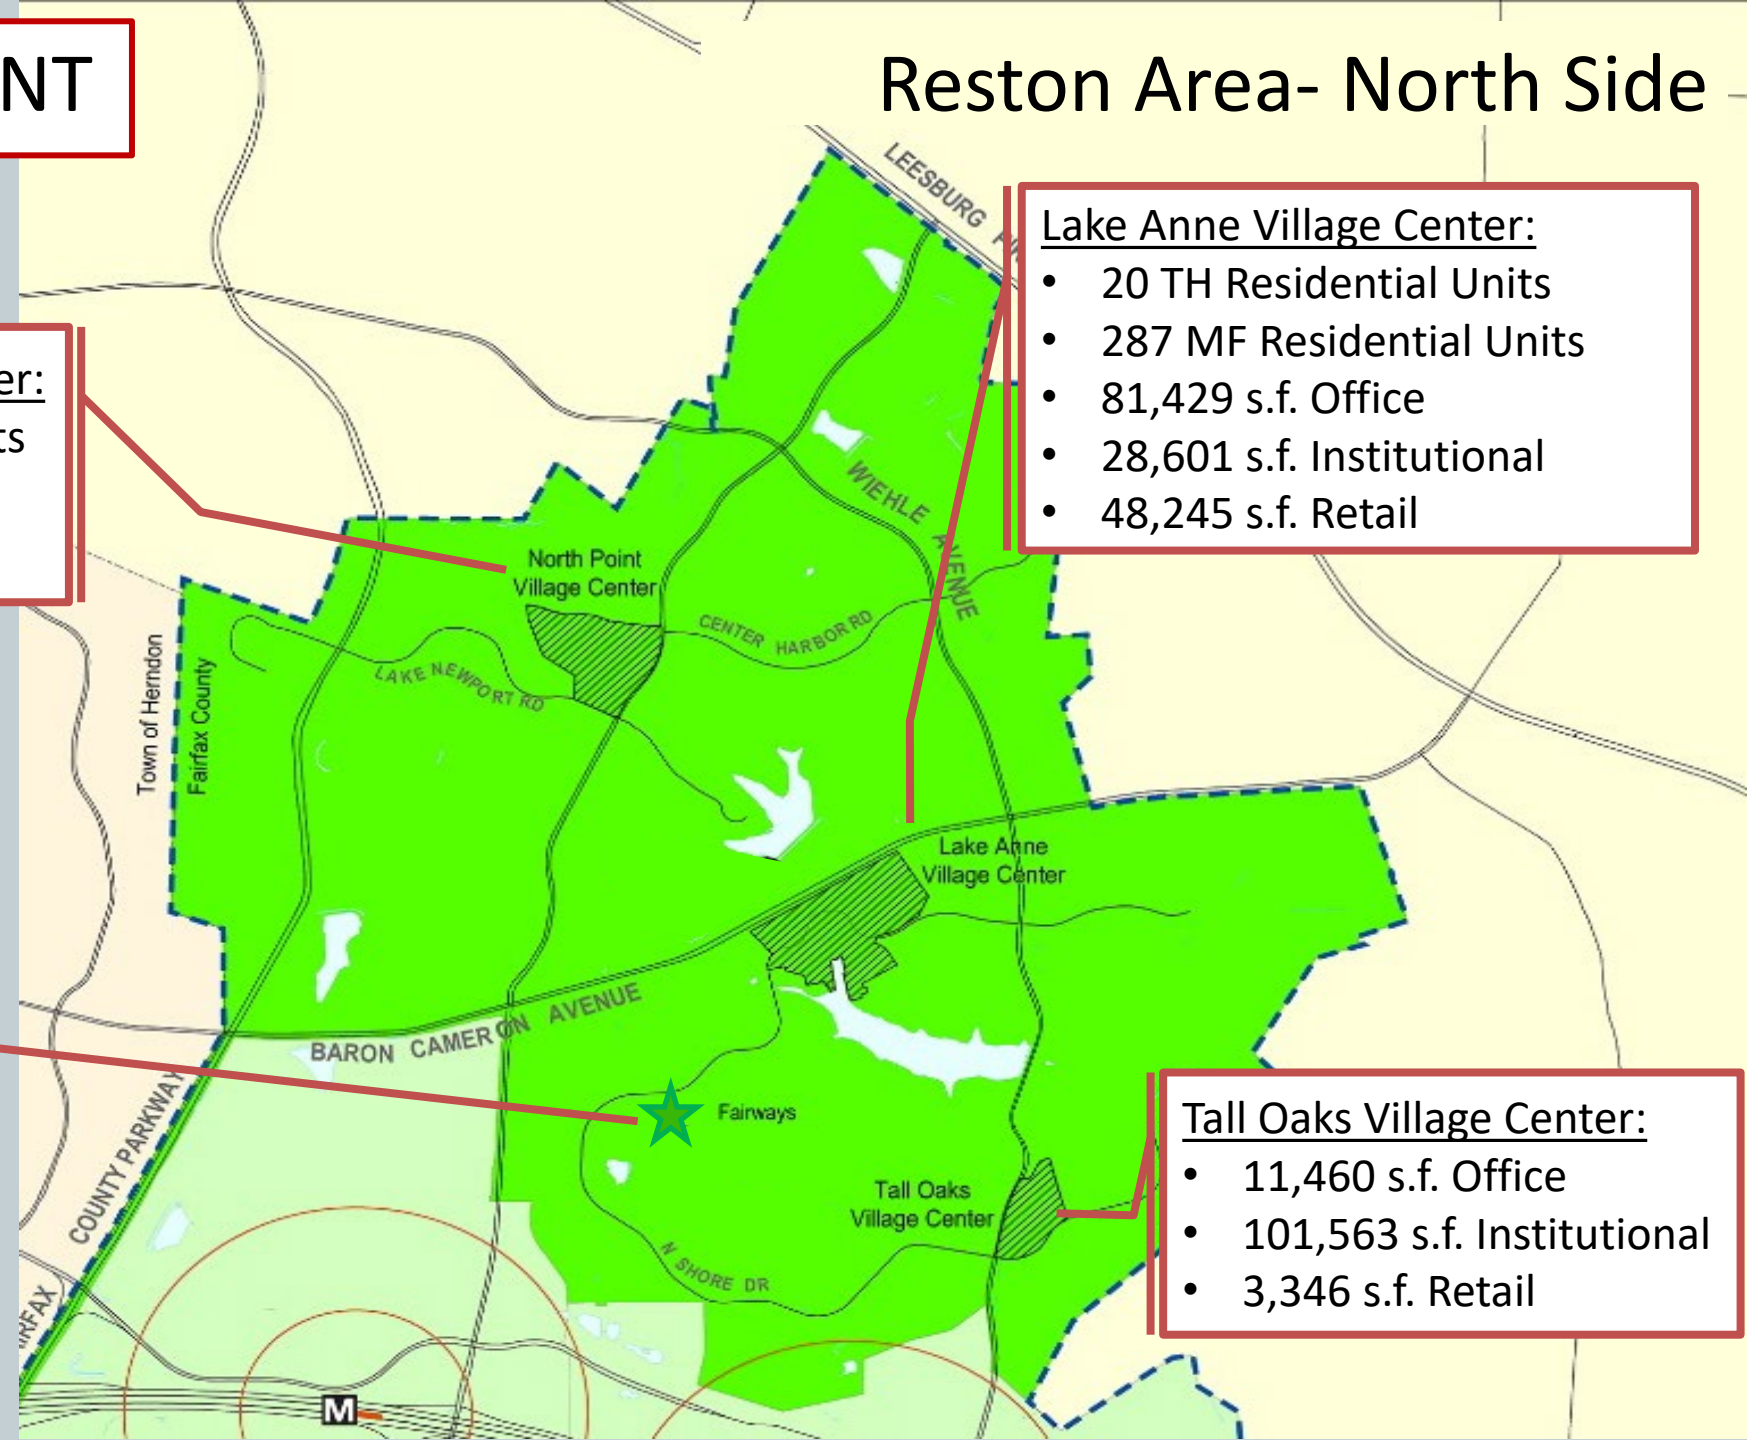 NT
Reston Area- North Side
LEESBURG
Lake Anne Village Center:
• 20 TH Residential Units
• 287 MF Residential Units
• 81,429 s.f. Office
• 28,601 s.f. Institutional
• 48,245 s.f. Retail
er:
ts
WIEHLE AVENUE
North Point
Village Center
CENTER HARBOR RD
LAKE NEWPORT RD
Town of Herndon
Fairfax County
Lake Anne
Village Center
BARON CAMERON AVENUE
COUNTY PARKWAY
Fairways
Tall Oaks
Village Center
N SHORE DR
Tall Oaks Village Center:
• 11,460 s.f. Office
• 101,563 s.f. Institutional
• 3,346 s.f. Retail
RFAX
M